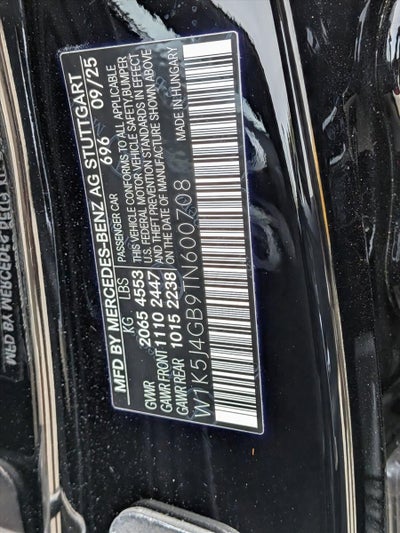 MFD BY MERCEDES-BENZ AG STUTTGART
696 09/25
PASSENGER CAR
THIS VEHICLE CONFORMS TO ALL APPLICABLE
U.S. FEDERAL MOTOR VEHICLE SAFETY,BUMPER
AND THEFT PREVENTION STANDARDS IN EFFECT
ON THE DATE OF MANUFACTURE SHOWN ABOVE
KG LBS
GVWR 2065 4553
GAWR FRONT 1110 2447
GAWR REAR 1015 2238
MADE IN HUNGARY
W1K5J4GB9TN600708